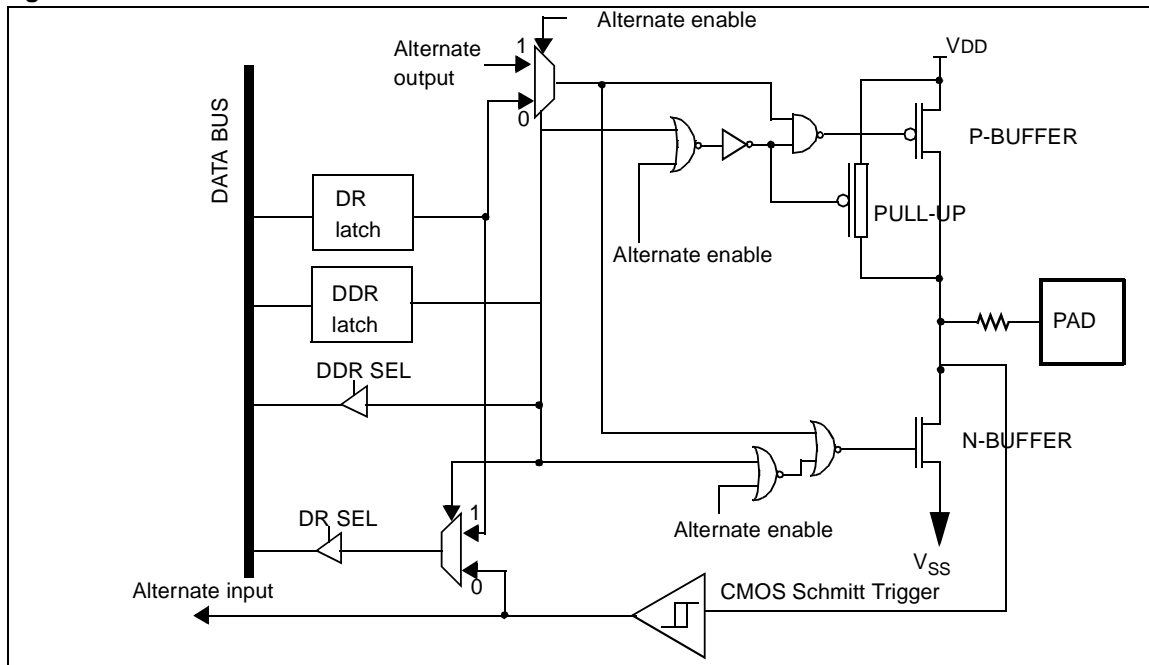 Alternate enable
Alternate
output
1
0
VDD
P-BUFFER
DATA BUS
DR
latch
PULL-UP
Alternate enable
DDR
latch
PAD
DDR SEL
N-BUFFER
DR SEL
1
0
Alternate enable
VSS
Alternate input
CMOS Schmitt Trigger